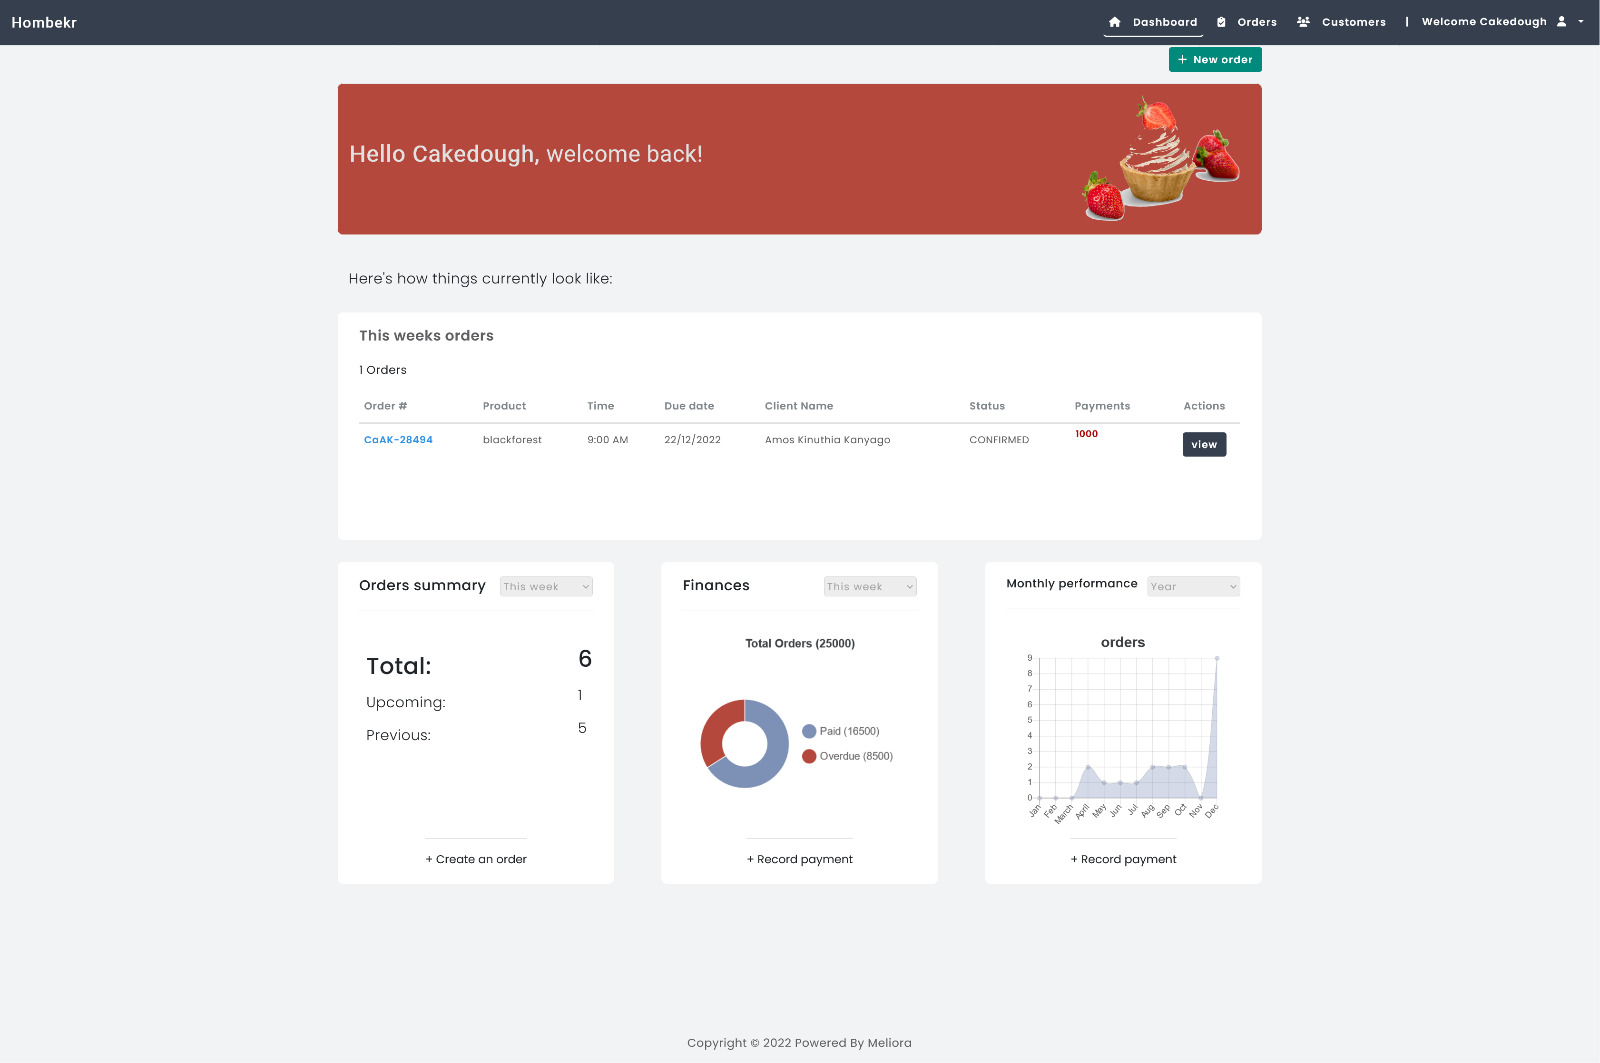 Hombekr
Dashboard Orders Customers | Welcome Cakedough
+ New order
Hello Cakedough, welcome back!
Here's how things currently look like:
This weeks orders
1 Orders
Order # Product Time Due date Client Name Status Payments Actions
CaAK-28494 blackforest 9:00 AM 22/12/2022 Amos Kinuthia Kanyago CONFIRMED 1000 view
Orders summary This week
Total: 6
Upcoming: 1
Previous: 5
+ Create an order
Finances This week
Total Orders (25000)
Paid (16500)
Overdue (8500)
+ Record payment
Monthly performance Year
orders
9
8
7
6
5
4
3
2
1
0
Jan Feb March April May Jun Jul Aug Sep Oct Nov Dec
+ Record payment
Copyright © 2022 Powered By Meliora